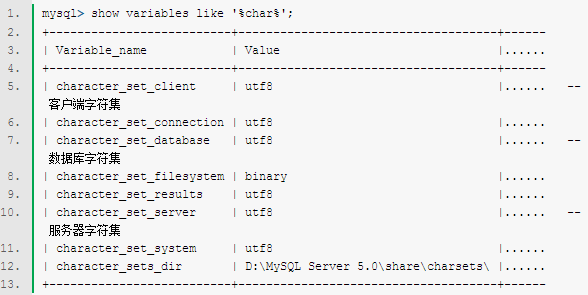 1. mysql> show variables like '%char%';
2. +--------------------------+---------------------------------+------
3. | Variable_name | Value |......
4. +--------------------------+---------------------------------+------
5. | character_set_client | utf8 |...... --
客户端字符集
6. | character_set_connection | utf8 |......
7. | character_set_database | utf8 |...... --
数据库字符集
8. | character_set_filesystem | binary |......
9. | character_set_results | utf8 |......
10. | character_set_server | utf8 |...... --
服务器字符集
11. | character_set_system | utf8 |......
12. | character_sets_dir | D:\MySQL Server 5.0\share\charsets\ |......
13. +--------------------------+---------------------------------+------